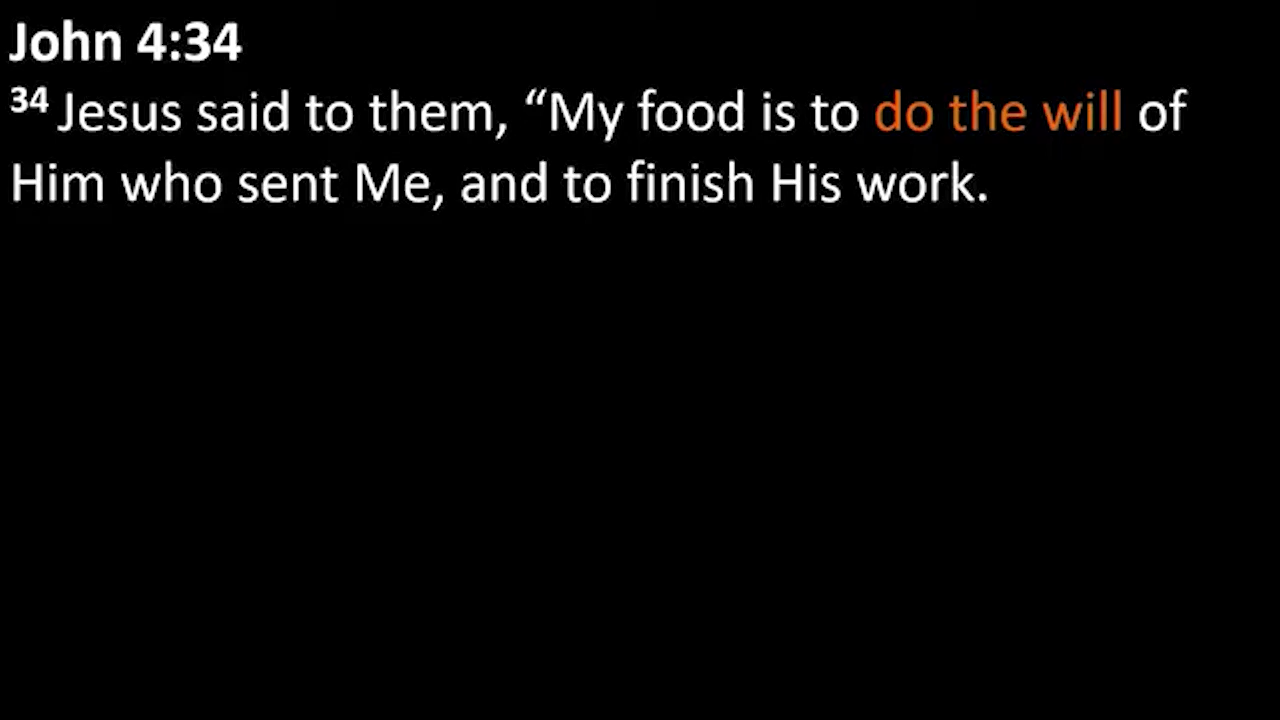 John 4:34
34 Jesus said to them, “My food is to do the will of
Him who sent Me, and to finish His work.